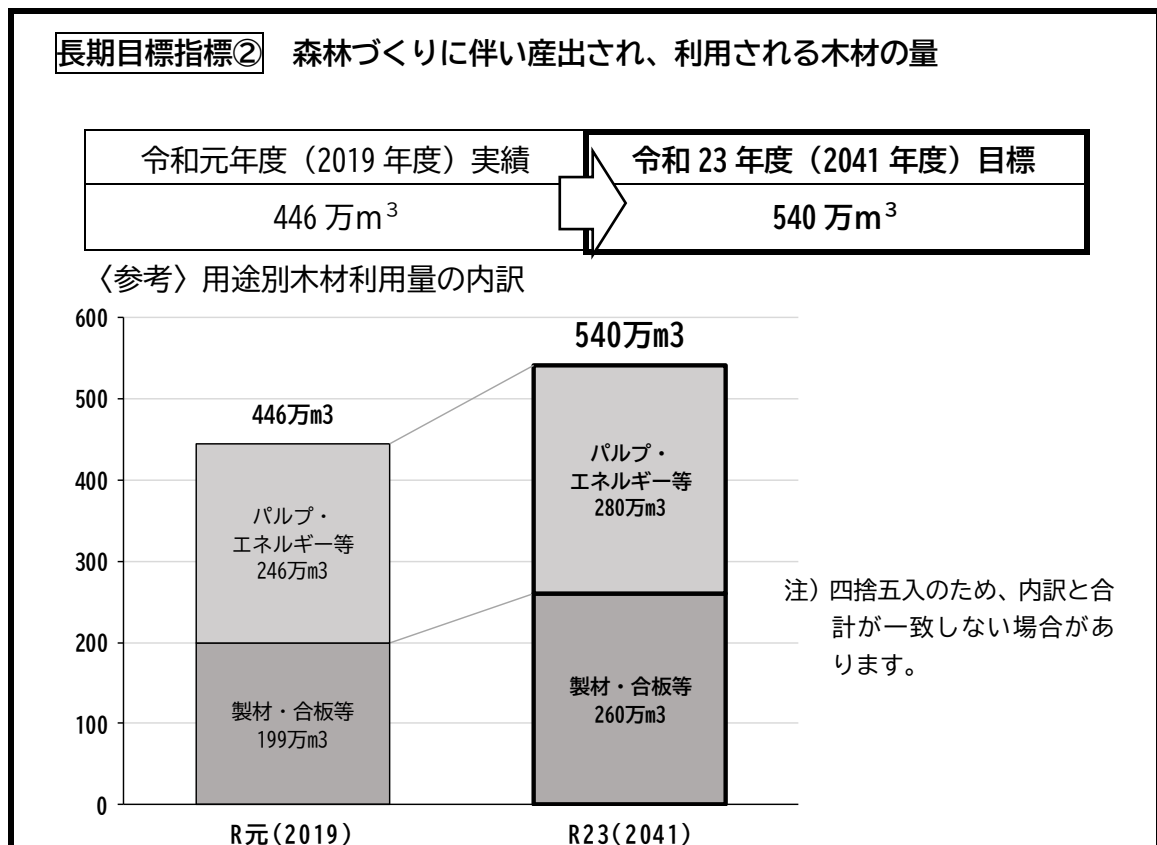 長期目標指標② 森林づくりに伴い産出され、利用される木材の量
令和元年度（2019 年度）実績
令和 23 年度（2041 年度）目標
446 万m³
540 万m³
〈参考〉用途別木材利用量の内訳
600
500
400
300
200
100
0
446万m3
パルプ・
エネルギー等
246万m3
製材・合板等
199万m3
R元(2019)
540万m3
パルプ・
エネルギー等
280万m3
製材・合板等
260万m3
R23(2041)
注）四捨五入のため、内訳と合
計が一致しない場合があ
ります。